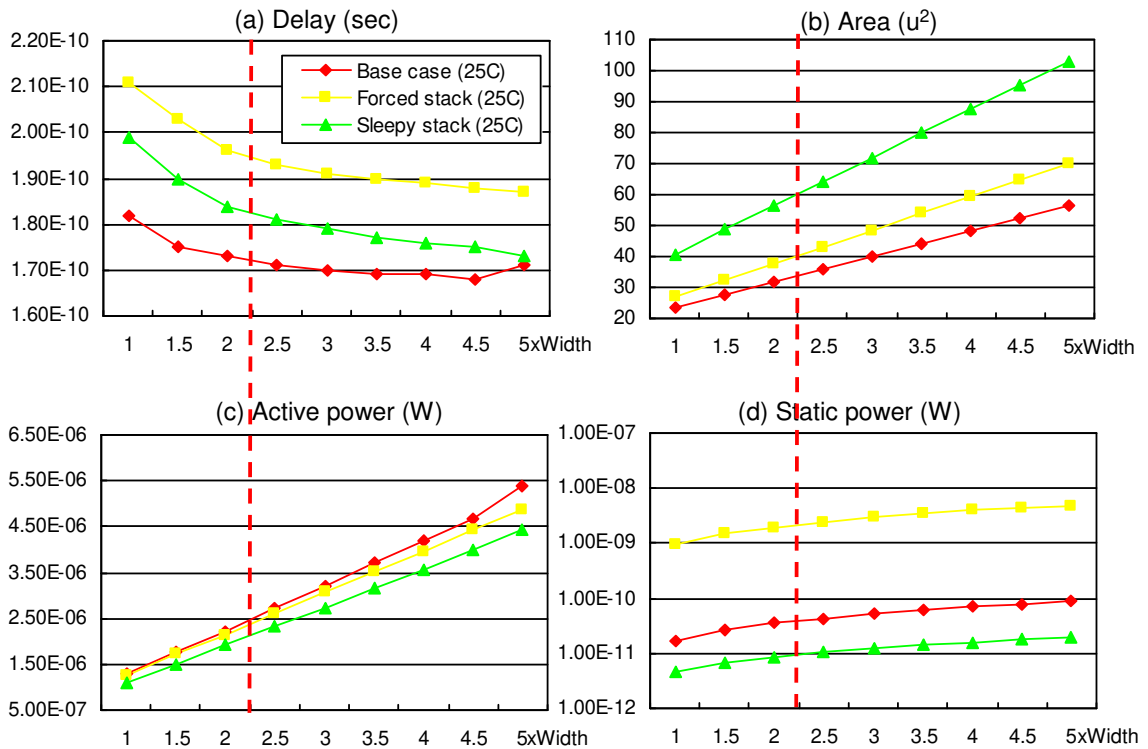 (a) Delay (sec)
2.20E-10
2.10E-10
2.00E-10
1.90E-10
1.80E-10
1.70E-10
1.60E-10
Base case (25C)
Forced stack (25C)
Sleepy stack (25C)
1 1.5 2 2.5 3 3.5 4 4.5 5xWidth
(b) Area (u²)
110
100
90
80
70
60
50
40
30
20
1 1.5 2 2.5 3 3.5 4 4.5 5xWidth
(c) Active power (W)
6.50E-06
5.50E-06
4.50E-06
3.50E-06
2.50E-06
1.50E-06
5.00E-07
1 1.5 2 2.5 3 3.5 4 4.5 5xWidth
(d) Static power (W)
1.00E-07
1.00E-08
1.00E-09
1.00E-10
1.00E-11
1.00E-12
1 1.5 2 2.5 3 3.5 4 4.5 5xWidth